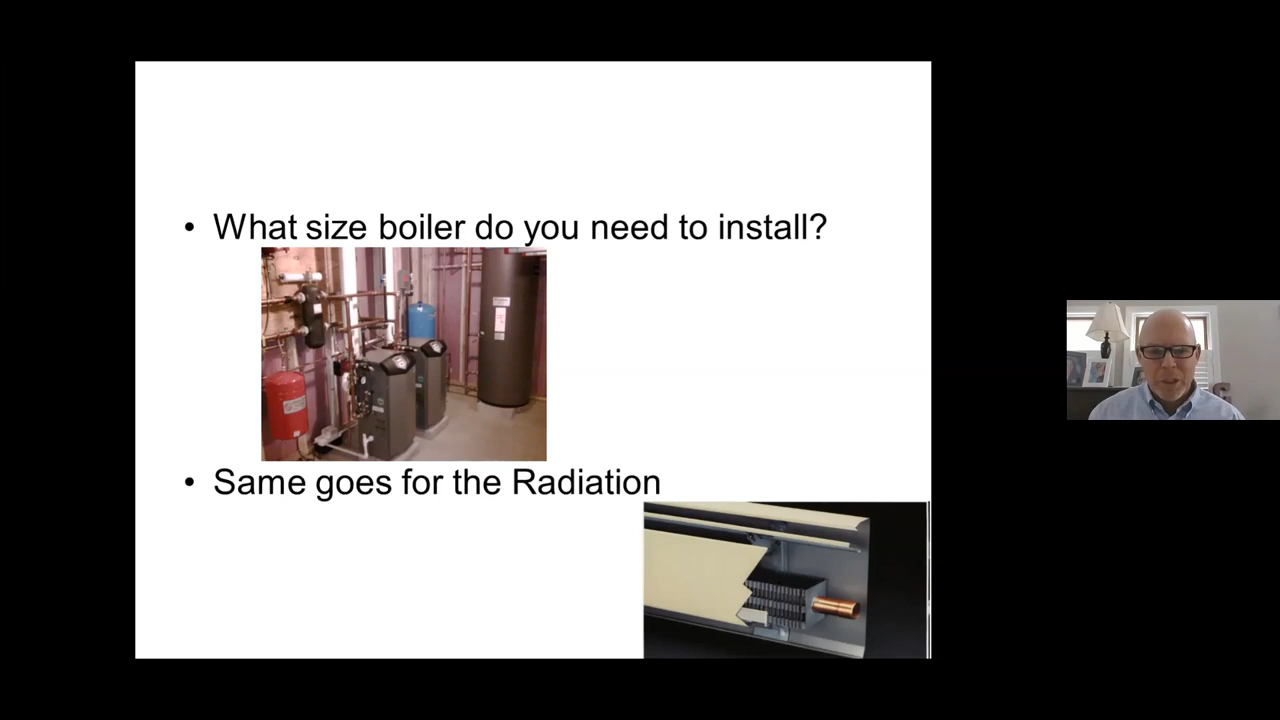 • What size boiler do you need to install?
• Same goes for the Radiation